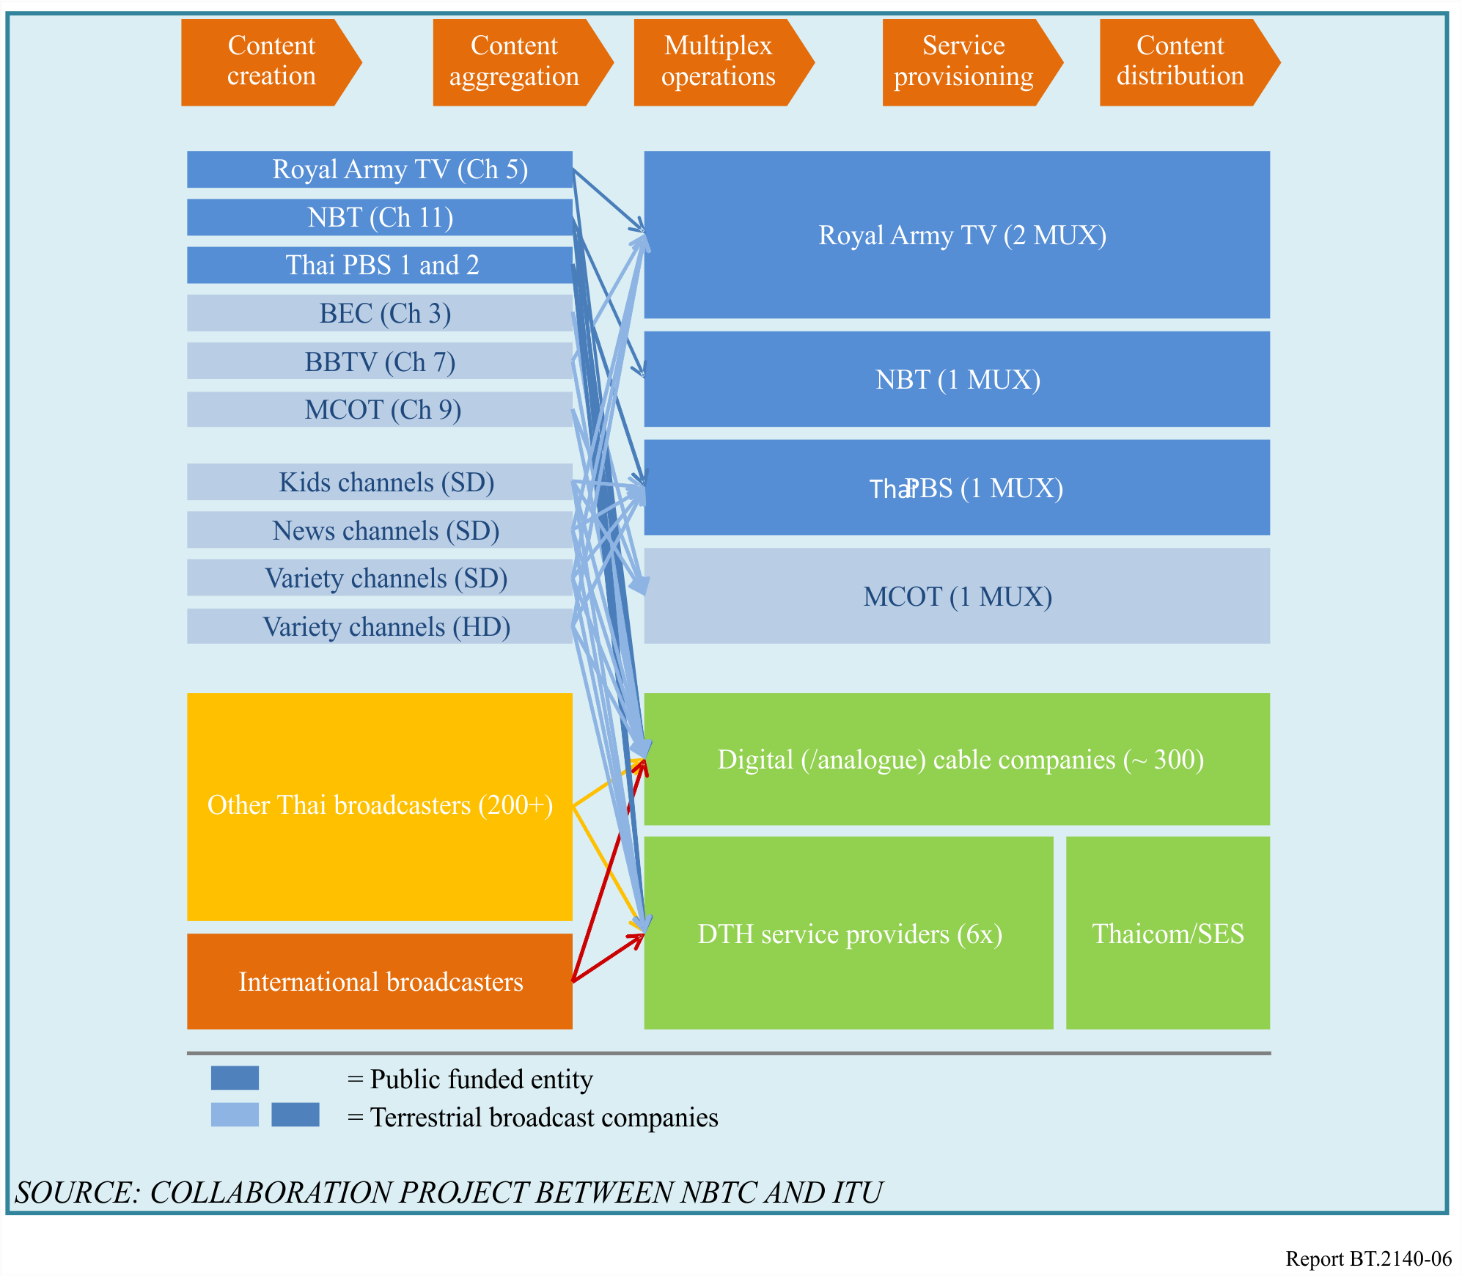 Content
creation
Content
aggregation
Multiplex
operations
Service
provisioning
Content
distribution
Royal Army TV (Ch 5)
NBT (Ch 11)
Thai PBS 1 and 2
BEC (Ch 3)
BBTV (Ch 7)
MCOT (Ch 9)
Kids channels (SD)
News channels (SD)
Variety channels (SD)
Variety channels (HD)
Other Thai broadcasters (200+)
International broadcasters
Royal Army TV (2 MUX)
NBT (1 MUX)
Thai PBS (1 MUX)
MCOT (1 MUX)
Digital (/analogue) cable companies (~ 300)
DTH service providers (6x)
Thaicom/SES
= Public funded entity
= Terrestrial broadcast companies
SOURCE: COLLABORATION PROJECT BETWEEN NBTC AND ITU
Report BT.2140-06